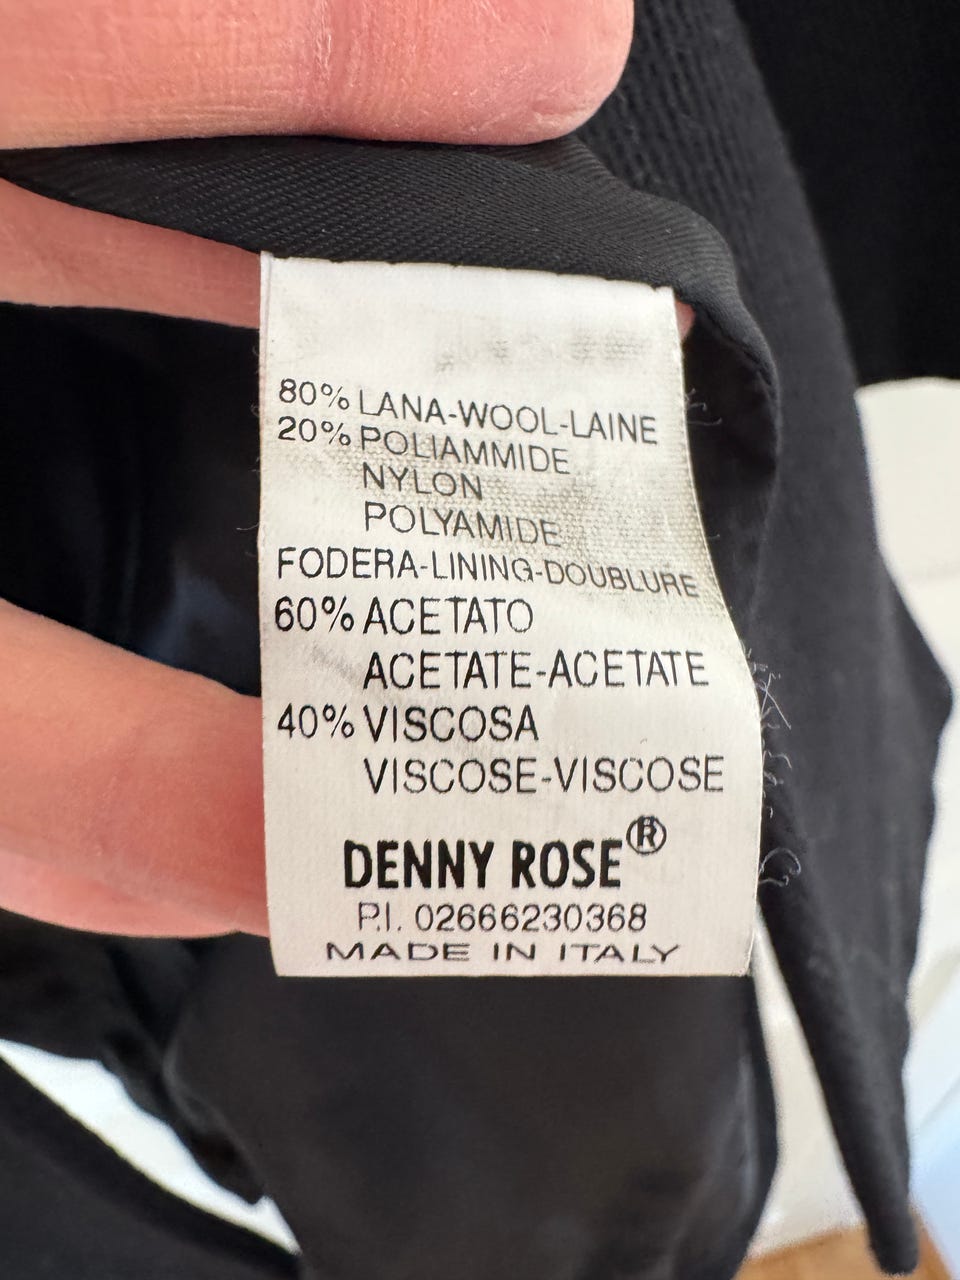 80% LANA-WOOL-LAINE
20% POLIAMMIDE
NYLON
POLYAMIDE
FODERA-LINING-DOUBLURE
60% ACETATO
ACETATE-ACETATE
40% VISCOSA
VISCOSE-VISCOSE
DENNY ROSE®
P.I. 02666230368
MADE IN ITALY